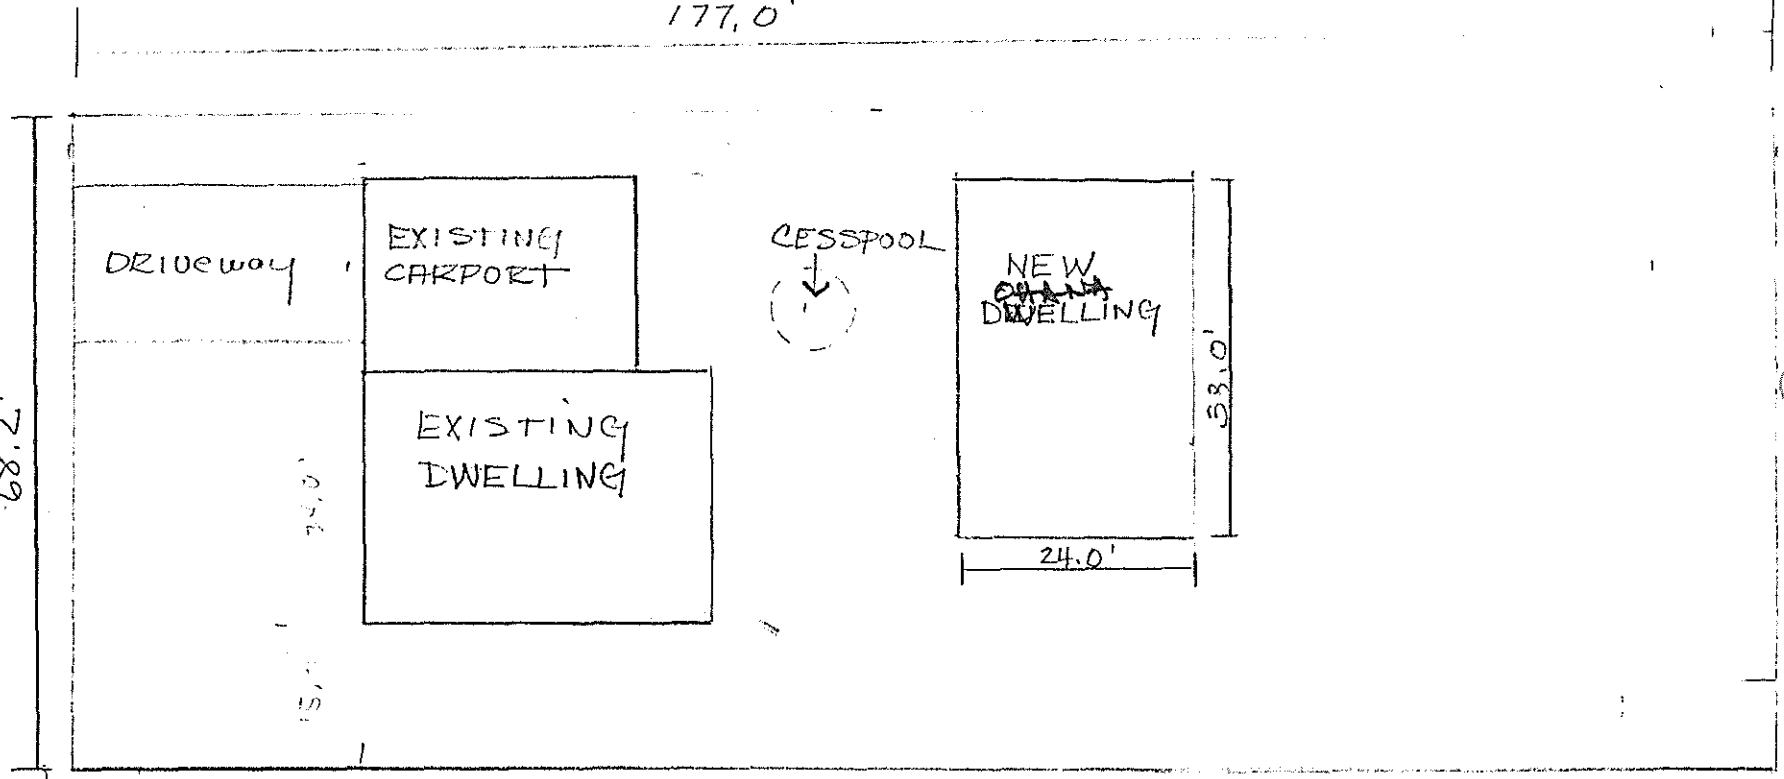 177.0'
DRIVEWAY
EXISTING
CARPORT
CESSPOOL
NEW
OHANA
DWELLING
33.0'
24.0'
EXISTING
DWELLING
68.2'